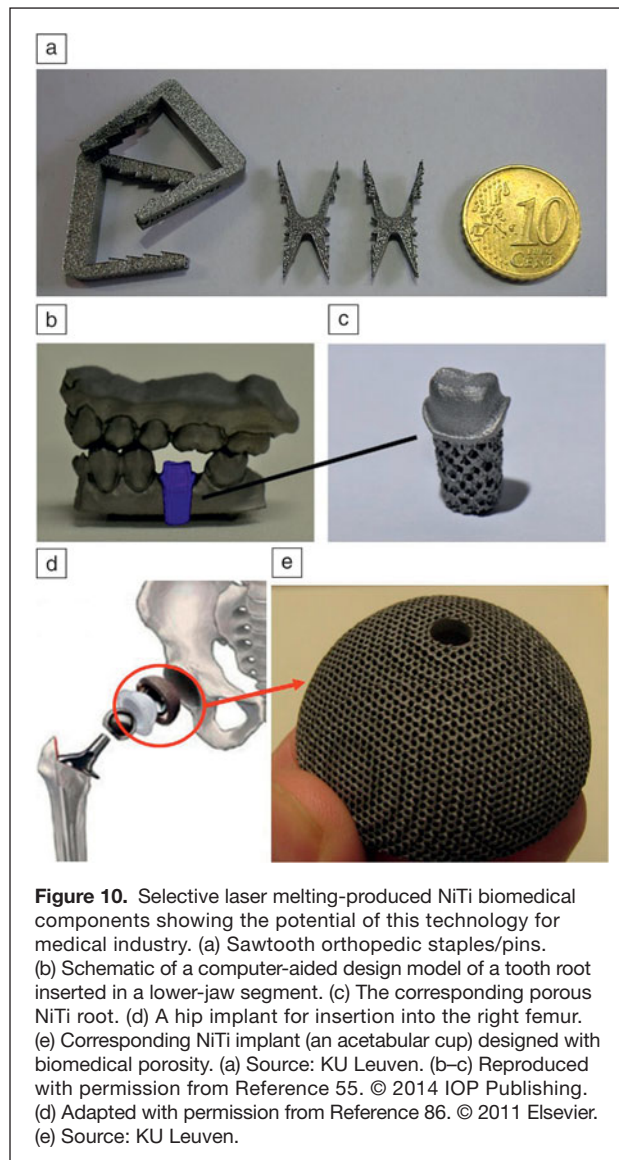 a
10
CENT
b
c
d
e
Figure 10. Selective laser melting-produced NiTi biomedical
components showing the potential of this technology for
medical industry. (a) Sawtooth orthopedic staples/pins.
(b) Schematic of a computer-aided design model of a tooth root
inserted in a lower-jaw segment. (c) The corresponding porous
NiTi root. (d) A hip implant for insertion into the right femur.
(e) Corresponding NiTi implant (an acetabular cup) designed with
biomedical porosity. (a) Source: KU Leuven. (b–c) Reproduced
with permission from Reference 55. © 2014 IOP Publishing.
(d) Adapted with permission from Reference 86. © 2011 Elsevier.
(e) Source: KU Leuven.